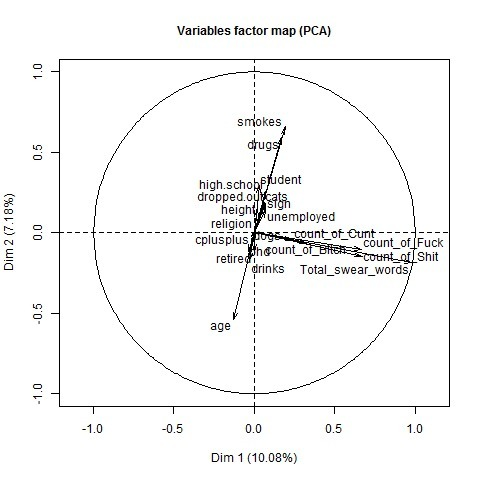 Variables factor map (PCA)
1.0
smokes
drugs
0.5
student
high.school
dropped.out
cats
sign
height
unemployed
religion
0.0
count_of_Cunt
dogs
cplusplus
count_of_Fuck
count_of_Bitch
phd
count_of_Shit
retired
Total_swear_words
drinks
-0.5
age
-1.0
Dim 2 (7.18%)
-1.0 -0.5 0.0 0.5 1.0
Dim 1 (10.08%)